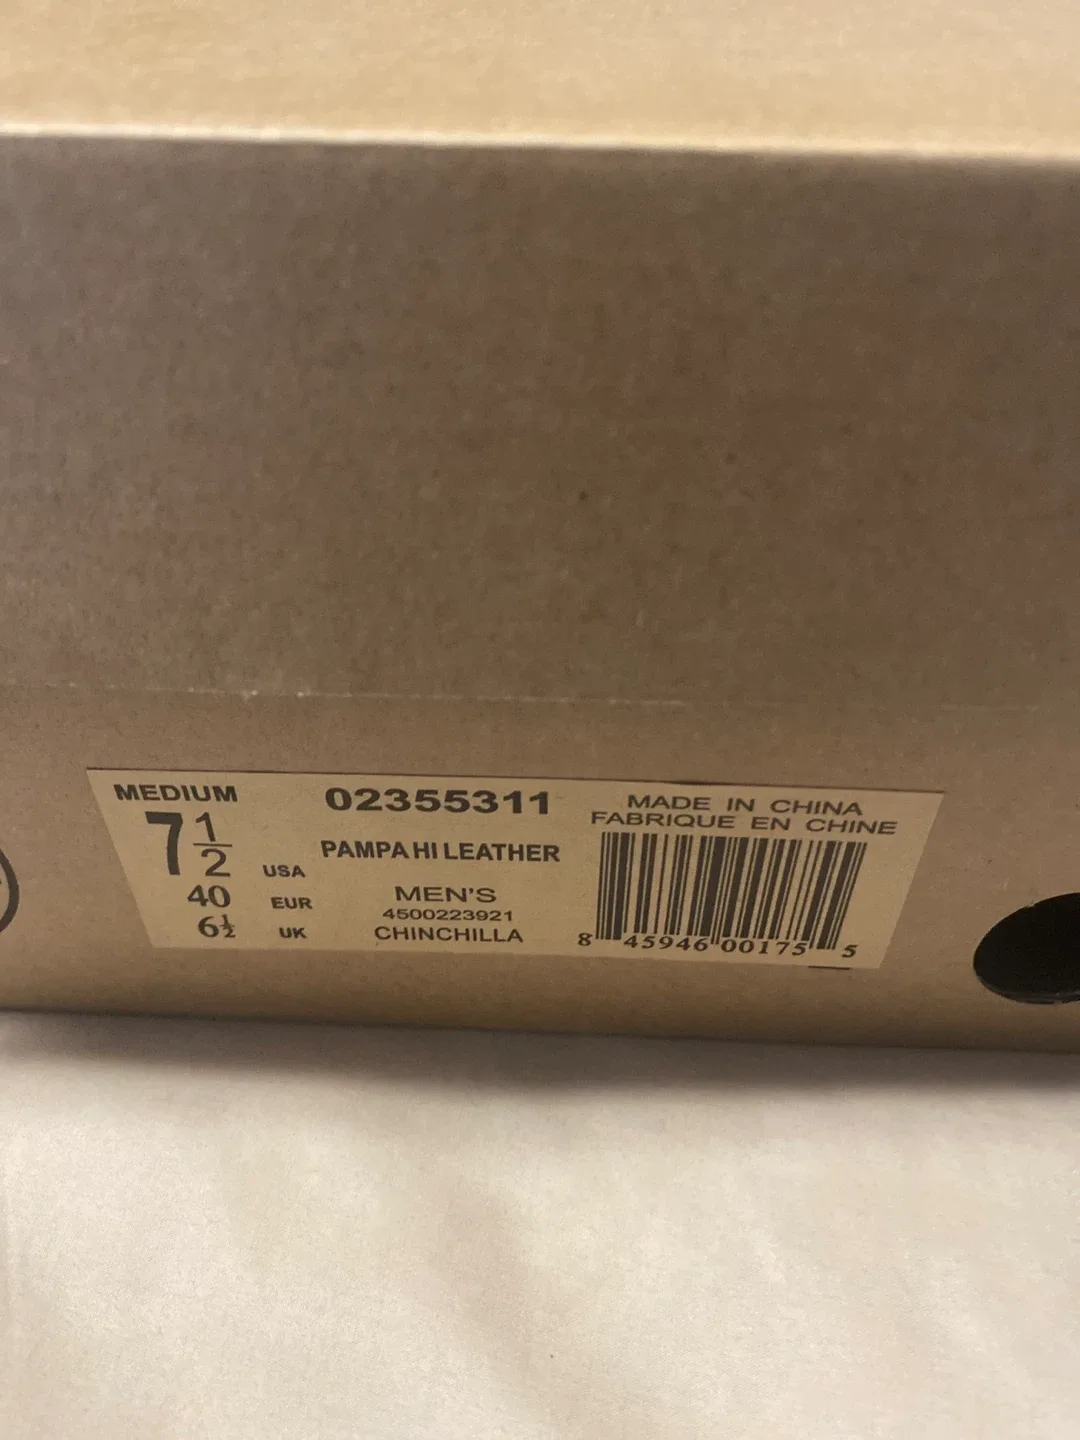 MEDIUM
7 1/2 USA
40 EUR
6½ UK
02355311
PAMPA HI LEATHER
MEN'S
4500223921
CHINCHILLA
MADE IN CHINA
FABRIQUE EN CHINE
8 45946 00175 5